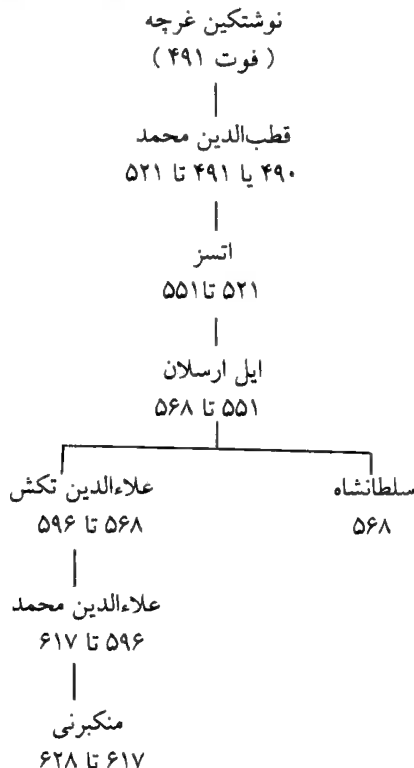 نوشتکین غرچه
( فوت ۴۹۱ )
قطب‌الدین محمد
۴۹۰ یا ۴۹۱ تا ۵۲۱
اتسز
۵۲۱ تا ۵۵۱
ایل ارسلان
۵۵۱ تا ۵۶۸
سلطانشاه
۵۶۸
علاءالدین تکش
۵۶۸ تا ۵۹۶
علاءالدین محمد
۵۹۶ تا ۶۱۷
منکبرنی
۶۱۷ تا ۶۲۸